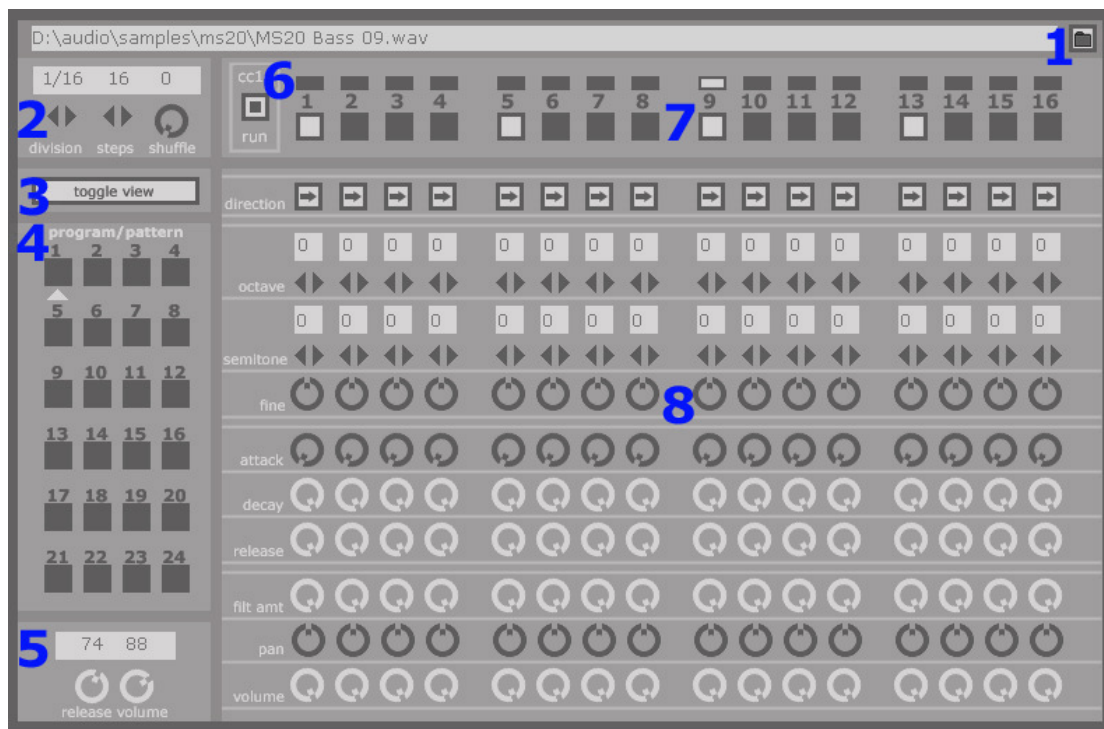 D:\audio\samples\ms20\MS20 Bass 09.wav
1
1/16 16 0
2
division steps shuffle
cc1
6
run
1 2 3 4 5 6 7 8 9 10 11 12 13 14 15 16
7
3
toggle view
4
program/pattern
1 2 3 4
5 6 7 8
9 10 11 12
13 14 15 16
17 18 19 20
21 22 23 24
5
74 88
release volume
direction
0 0 0 0 0 0 0 0 0 0 0 0 0 0 0 0
octave
0 0 0 0 0 0 0 0 0 0 0 0 0 0 0 0
semitone
fine
8
attack
decay
release
filt amt
pan
volume